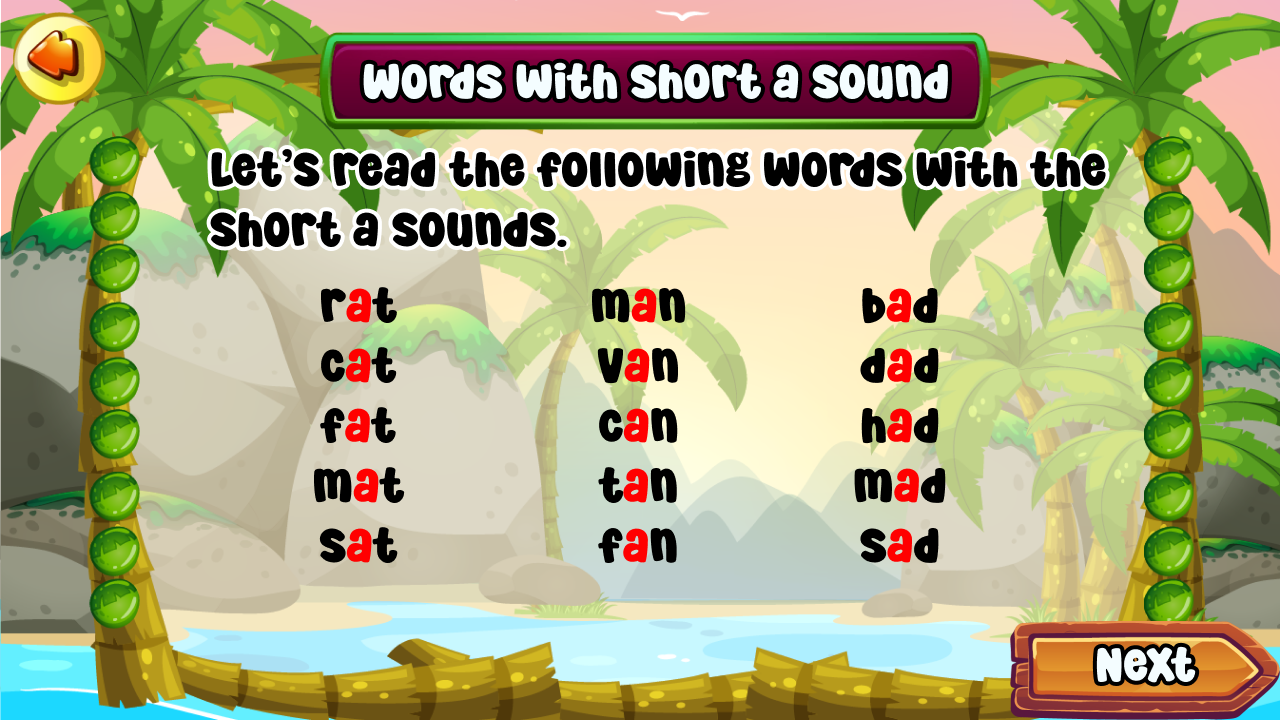 Words with short a sound
Let's read the following words with the
short a sounds.
rat man bad
cat van dad
fat can had
mat tan mad
sat fan sad
Next